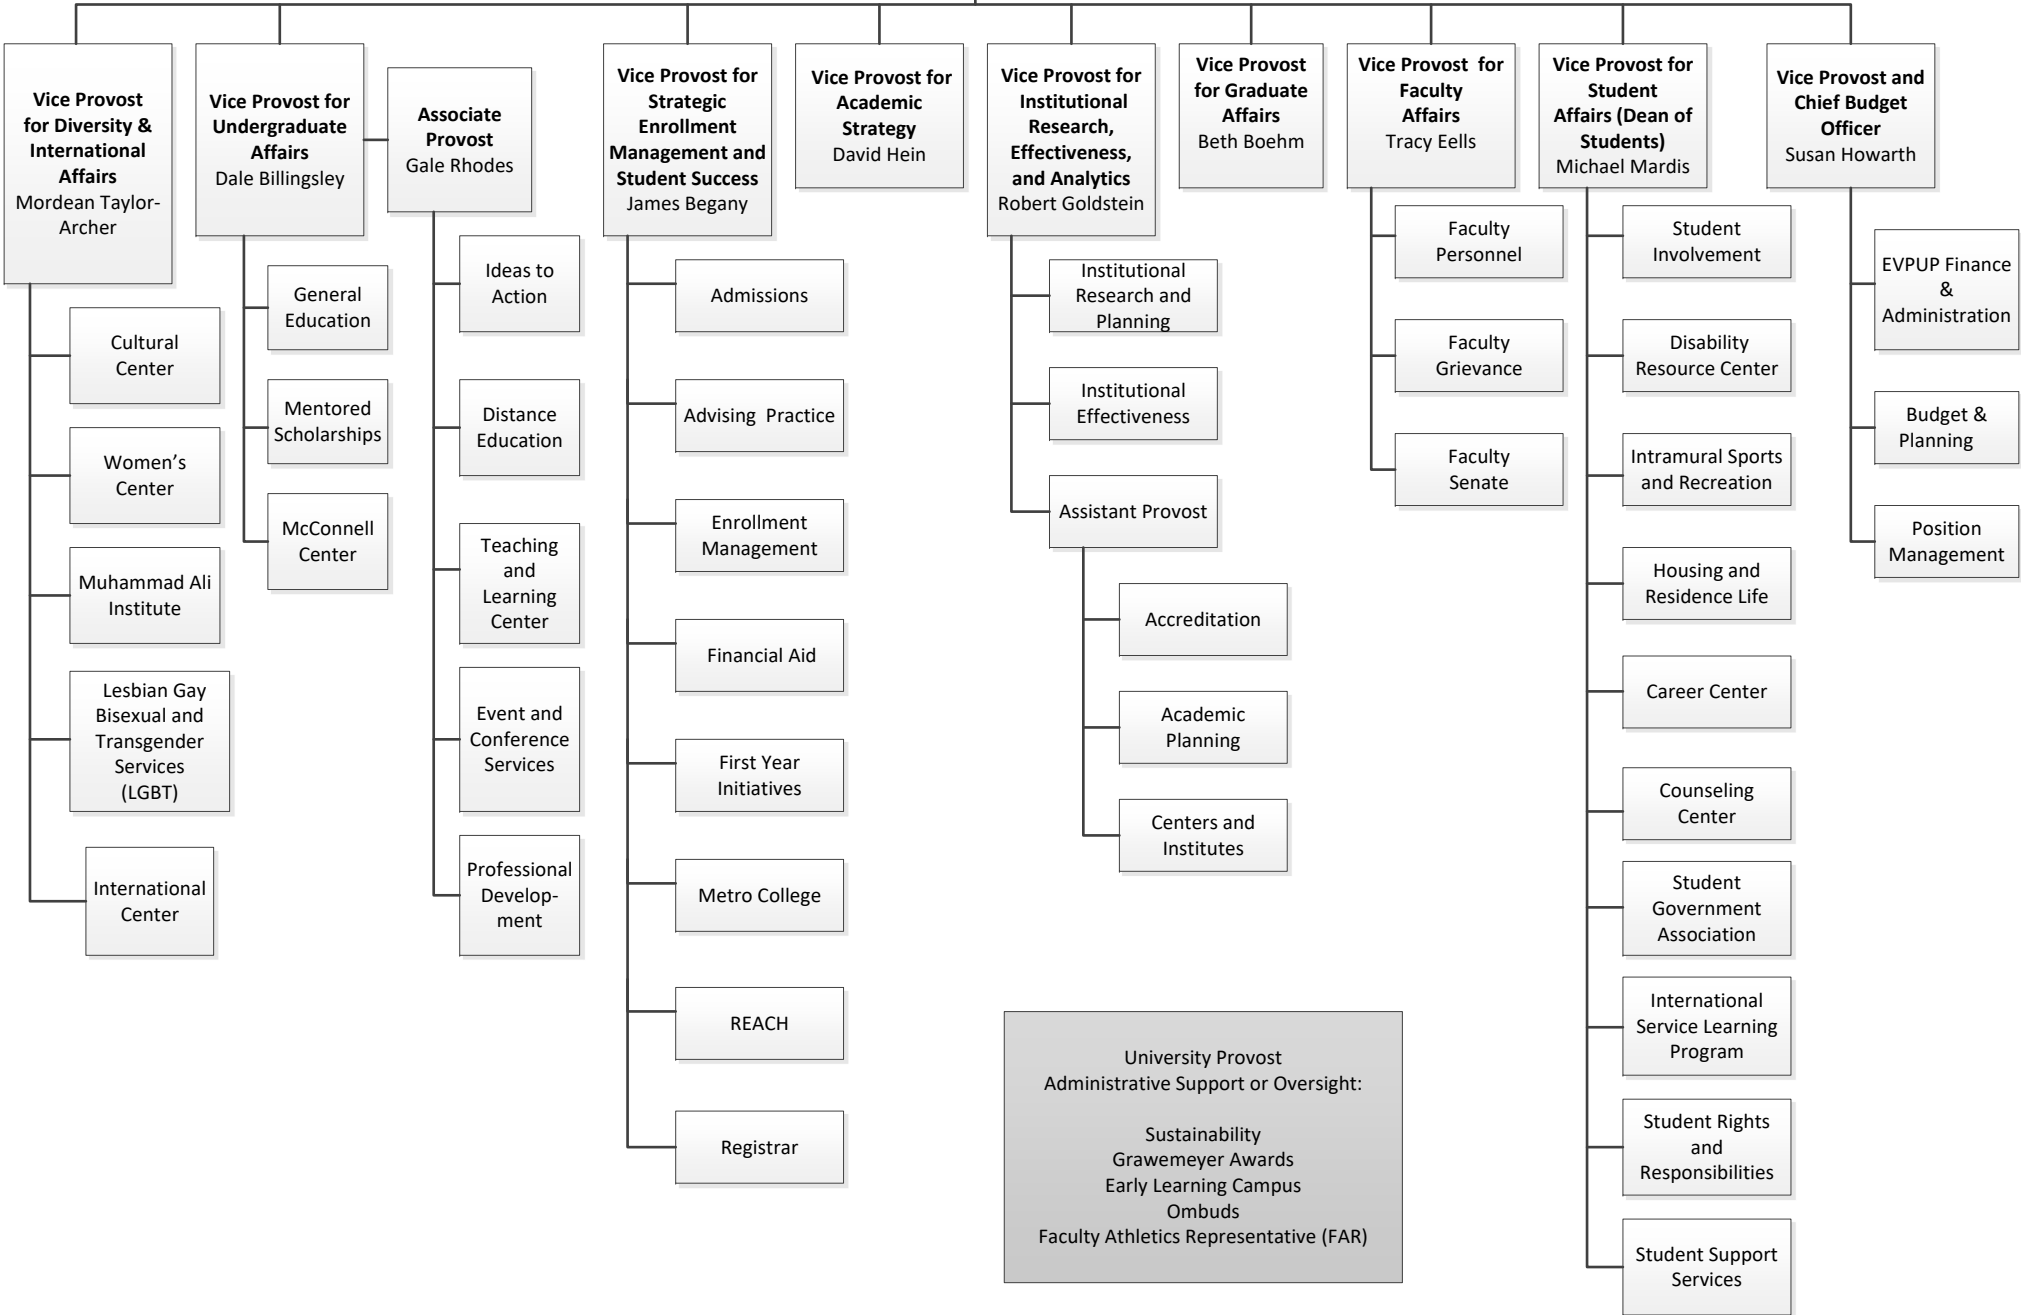 Vice Provost
for Diversity &
International
Affairs
Mordean Taylor-
Archer
Cultural
Center
Women’s
Center
Muhammad Ali
Institute
Lesbian Gay
Bisexual and
Transgender
Services
(LGBT)
International
Center
Vice Provost for
Undergraduate
Affairs
Dale Billingsley
General
Education
Mentored
Scholarships
McConnell
Center
Associate
Provost
Gale Rhodes
Ideas to
Action
Distance
Education
Teaching
and
Learning
Center
Event and
Conference
Services
Professional
Develop-
ment
Vice Provost for
Strategic
Enrollment
Management and
Student Success
James Begany
Admissions
Advising  Practice
Enrollment
Management
Financial Aid
First Year
Initiatives
Metro College
REACH
Registrar
Vice Provost for
Academic
Strategy
David Hein
Vice Provost for
Institutional
Research,
Effectiveness,
and Analytics
Robert Goldstein
Institutional
Research and
Planning
Institutional
Effectiveness
Assistant Provost
Accreditation
Academic
Planning
Centers and
Institutes
Vice Provost
for Graduate
Affairs
Beth Boehm
Vice Provost  for
Faculty
Affairs
Tracy Eells
Faculty
Personnel
Faculty
Grievance
Faculty
Senate
Vice Provost for
Student
Affairs (Dean of
Students)
Michael Mardis
Student
Involvement
Disability
Resource Center
Intramural Sports
and Recreation
Housing and
Residence Life
Career Center
Counseling
Center
Student
Government
Association
International
Service Learning
Program
Student Rights
and
Responsibilities
Student Support
Services
Vice Provost and
Chief Budget
Officer
Susan Howarth
EVPUP Finance
&
Administration
Budget &
Planning
Position
Management
University Provost
Administrative Support or Oversight:
Sustainability
Grawemeyer Awards
Early Learning Campus
Ombuds
Faculty Athletics Representative (FAR)